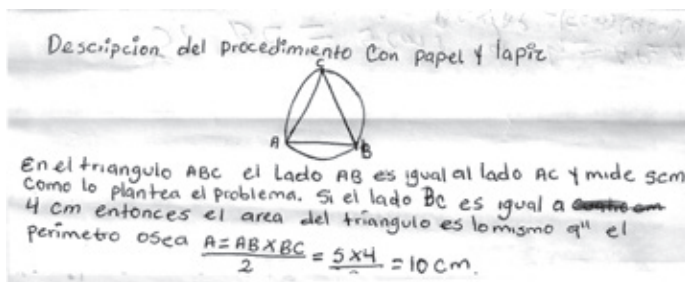 Descripcion del procedimiento con papel y lapiz
C
A
B
En el triangulo ABC el Lado AB es igual al lado AC y mide 5cm
como lo plantea el problema. Si el lado BC es igual a
4 cm entonces el area del triangulo es lo mismo q" el
perimetro osea A=AB×BC/2 = 5×4/ = 10 cm.